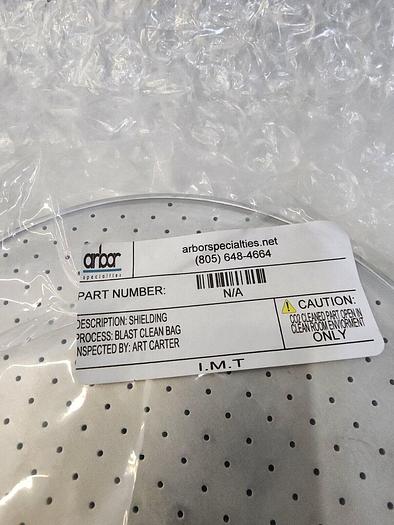 arbor
specialties
arborspecialties.net
(805) 648-4664
PART NUMBER:
N/A
DESCRIPTION: SHIELDING
PROCESS: BLAST CLEAN BAG
INSPECTED BY: ART CARTER
CAUTION:
CO2 CLEANED PART, OPEN IN
CLEAN ROOM ENVIORMENT
ONLY
I.M.T